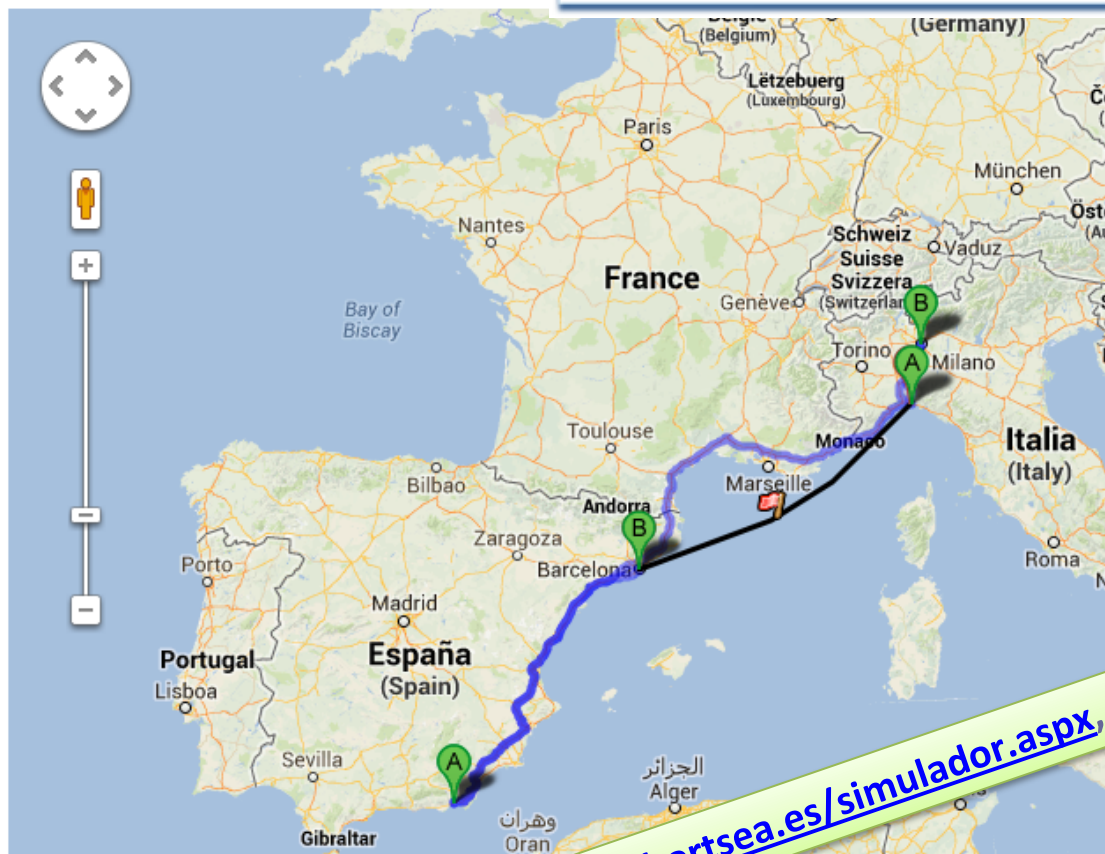 (Belgium)
(Germany)
Lëtzebuerg
(Luxembourg)
Paris
München
Nantes
Schweiz
Suisse
Svizzera
Vaduz
France
Genève
B
Bay of
Biscay
Torino
A
Milano
Toulouse
Monaco
Italia
(Italy)
Bilbao
Marseille
Andorra
B
Zaragoza
Barcelona
Roma
Porto
Madrid
España
(Spain)
Portugal
Lisboa
Sevilla
A
الجزائر
Alger
وهران
Oran
Gibraltar
.es/simulador.aspx,